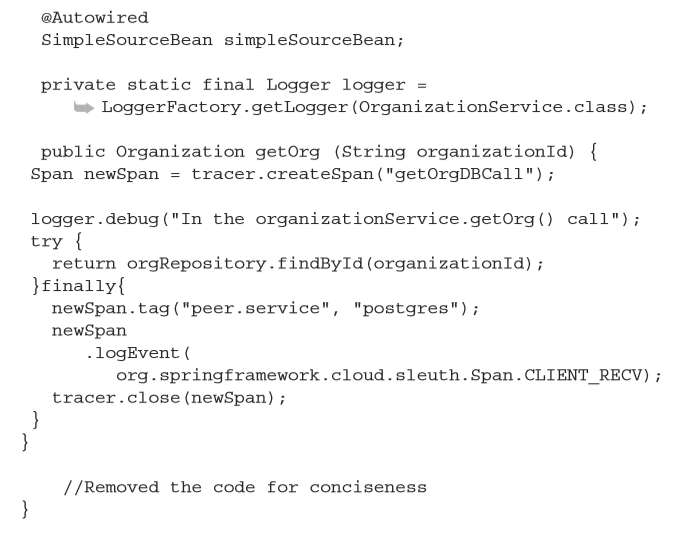 @Autowired
SimpleSourceBean simpleSourceBean;
private static final Logger logger =
➥ LoggerFactory.getLogger(OrganizationService.class);
public Organization getOrg (String organizationId) {
Span newSpan = tracer.createSpan("getOrgDBCall");
logger.debug("In the organizationService.getOrg() call");
try {
return orgRepository.findById(organizationId);
}finally{
newSpan.tag("peer.service", "postgres");
newSpan
.logEvent(
org.springframework.cloud.sleuth.Span.CLIENT_RECV);
tracer.close(newSpan);
}
}
//Removed the code for conciseness
}